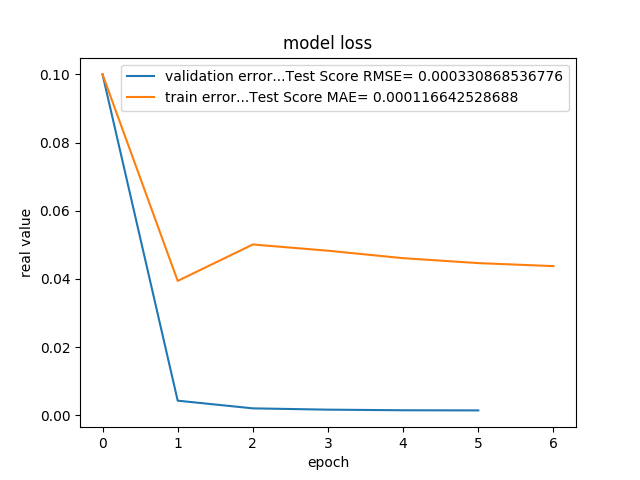 model loss
validation error...Test Score RMSE= 0.000330868536776
train error...Test Score MAE= 0.000116642528688
0.10
0.08
0.06
0.04
0.02
0.00
real value
0 1 2 3 4 5 6
epoch